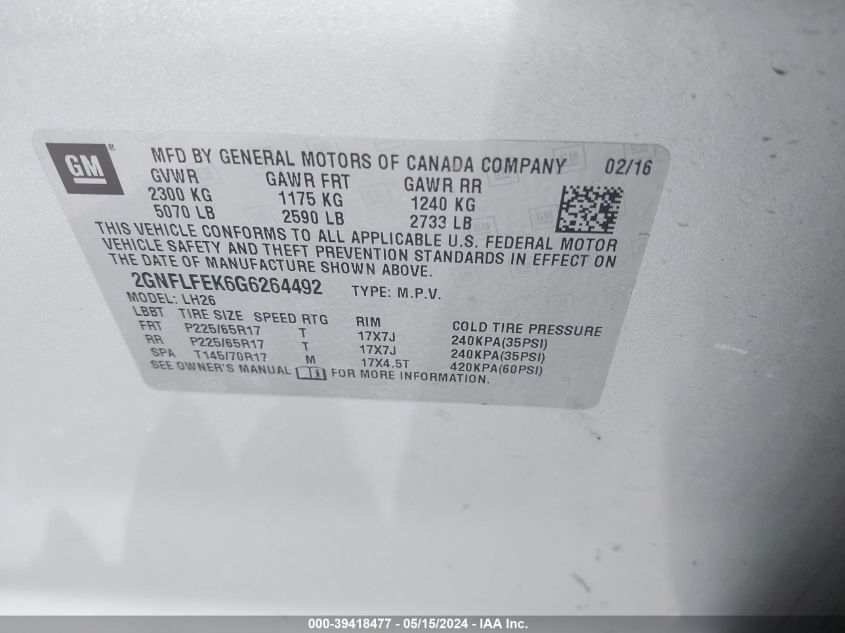 GM ®
MFD BY GENERAL MOTORS OF CANADA COMPANY 02/16
GVWR GAWR FRT GAWR RR
2300 KG 1175 KG 1240 KG
5070 LB 2590 LB 2733 LB
THIS VEHICLE CONFORMS TO ALL APPLICABLE U.S. FEDERAL MOTOR
VEHICLE SAFETY AND THEFT PREVENTION STANDARDS IN EFFECT ON
THE DATE OF MANUFACTURE SHOWN ABOVE.
2GNFLFEK6G6264492 TYPE: M.P.V.
MODEL: LH26
LBBT TIRE SIZE SPEED RTG RIM COLD TIRE PRESSURE
FRT P225/65R17 T 17X7J 240KPA(35PSI)
RR P225/65R17 T 17X7J 240KPA(35PSI)
SPA T145/70R17 M 17X4.5T 420KPA(60PSI)
SEE OWNER'S MANUAL FOR MORE INFORMATION.
000-39418477 - 05/15/2024 - IAA Inc.